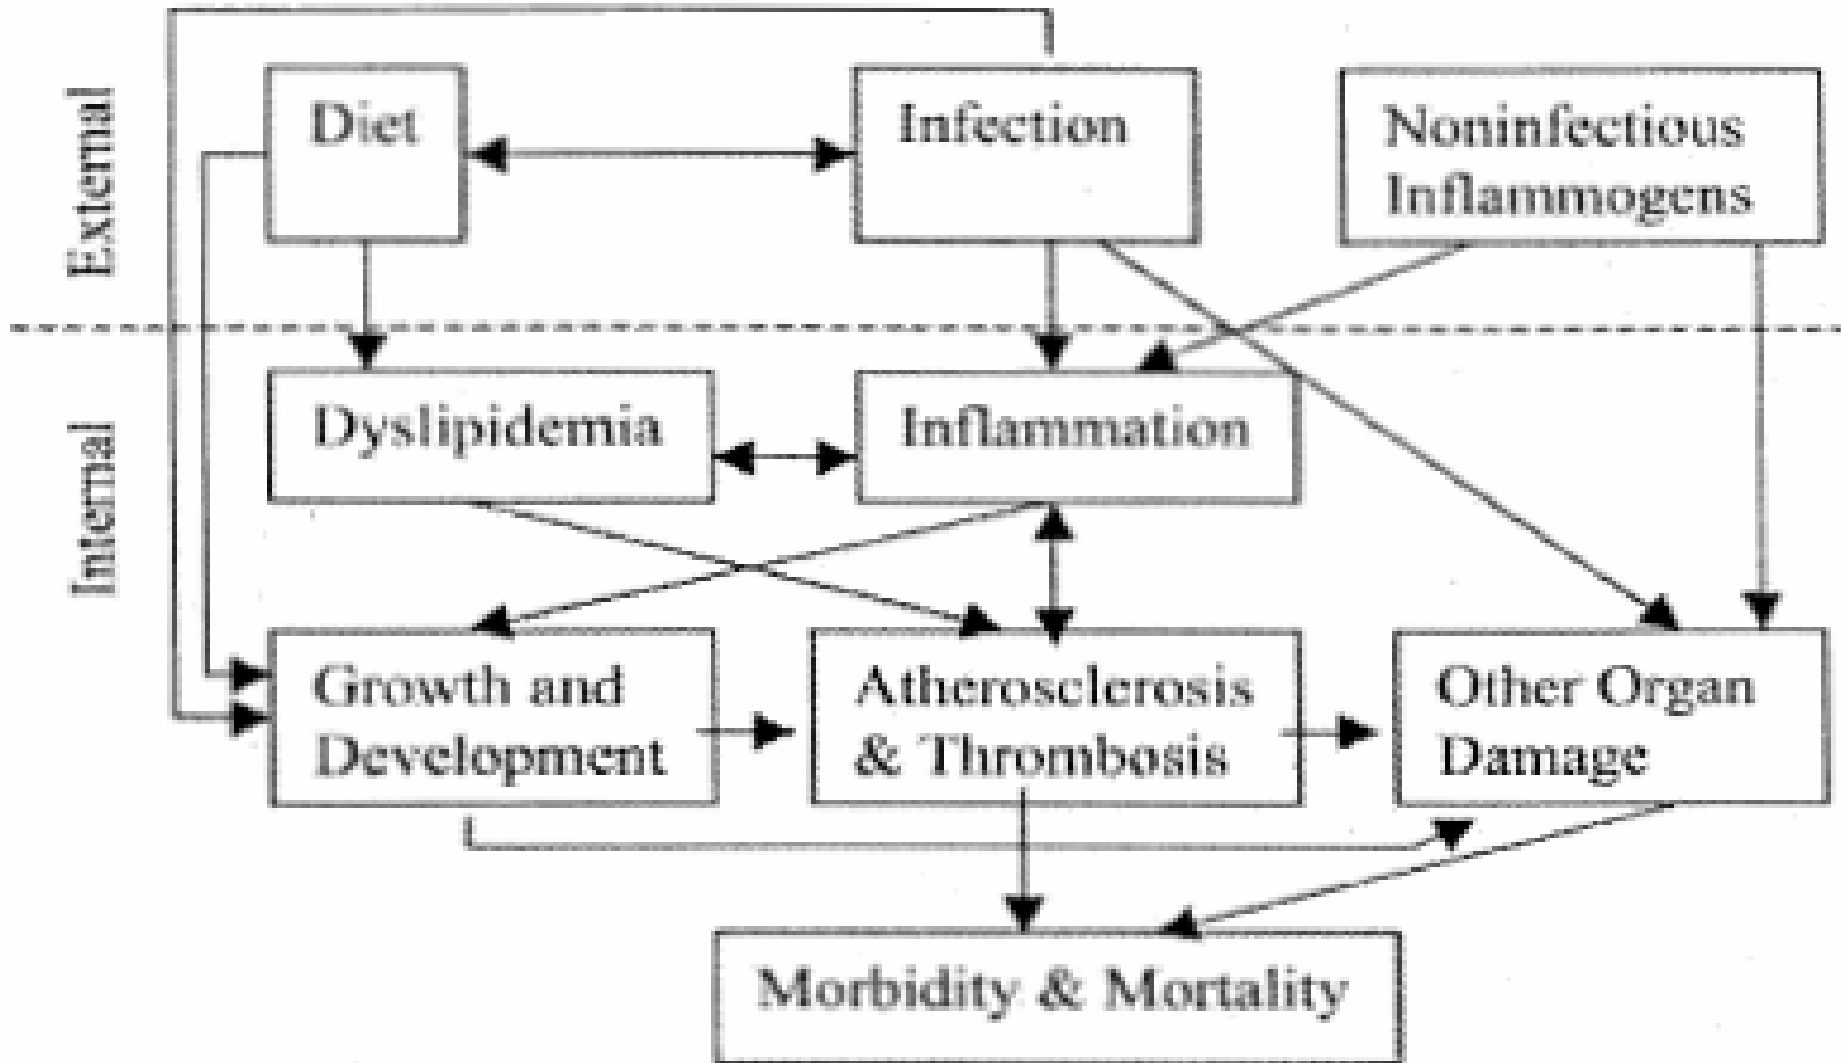 External
Diet
Infection
Noninfectious
Inflammogens
Internal
Dyslipidemia
Inflammation
Growth and
Development
Atherosclerosis
& Thrombosis
Other Organ
Damage
Morbidity & Mortality